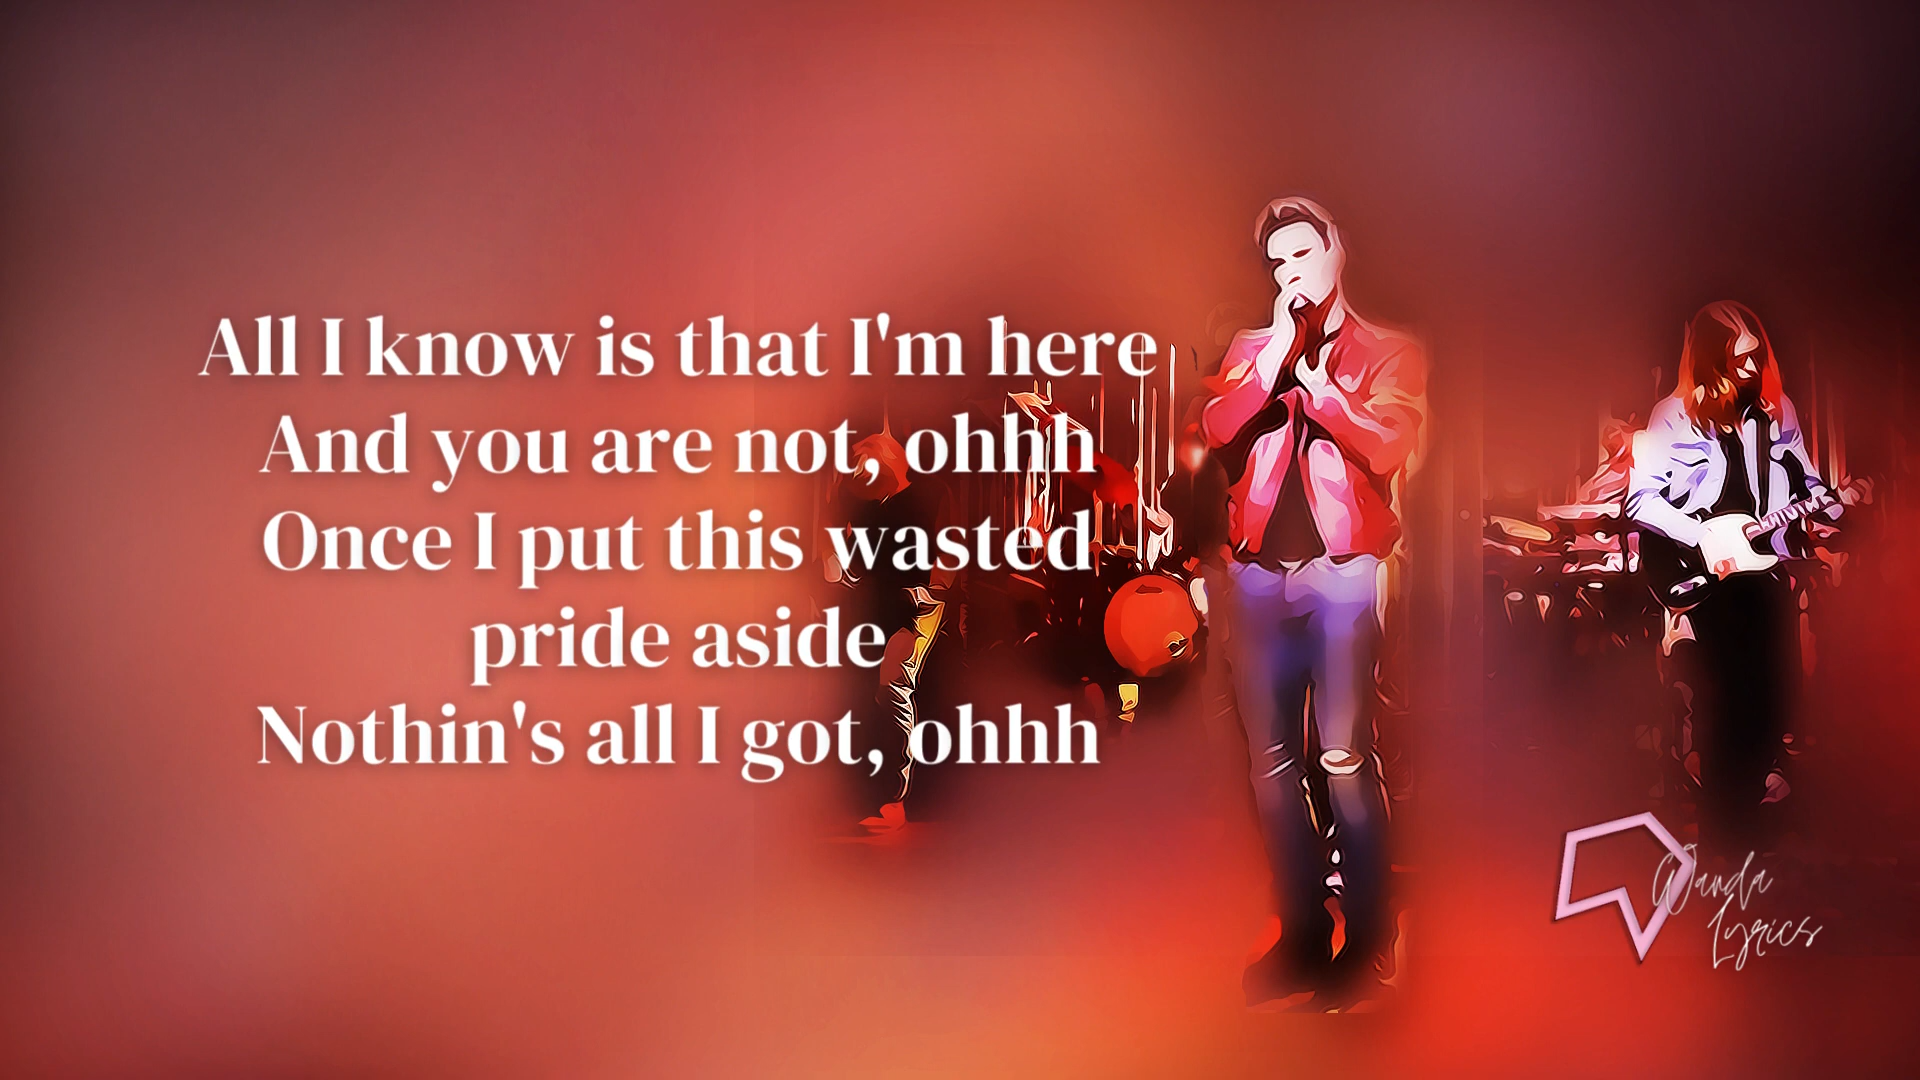 All I know is that I'm here
And you are not, ohhh
Once I put this wasted
pride aside
Nothin's all I got, ohhh
Wanda
Lyrics